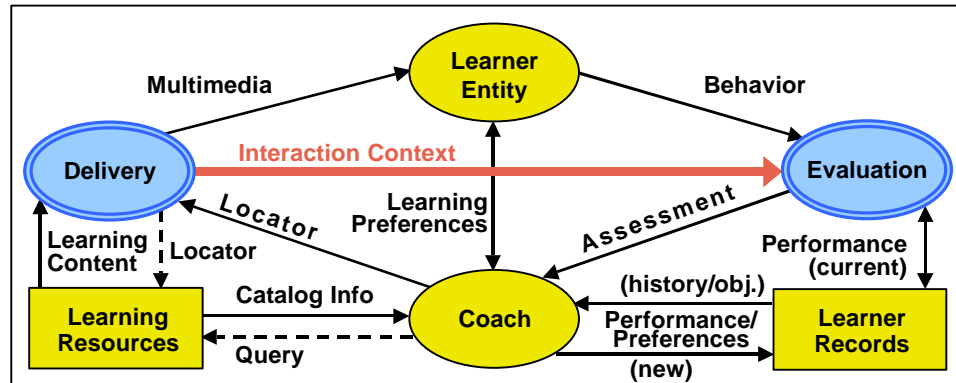 Learner
Entity
Multimedia
Behavior
Interaction Context
Delivery
Evaluation
Locator
Learning
Preferences
Assessment
Learning
Content
Locator
Performance
(current)
Catalog Info
(history/obj.)
Learning
Resources
Coach
Performance/
Preferences
Learner
Records
Query
(new)